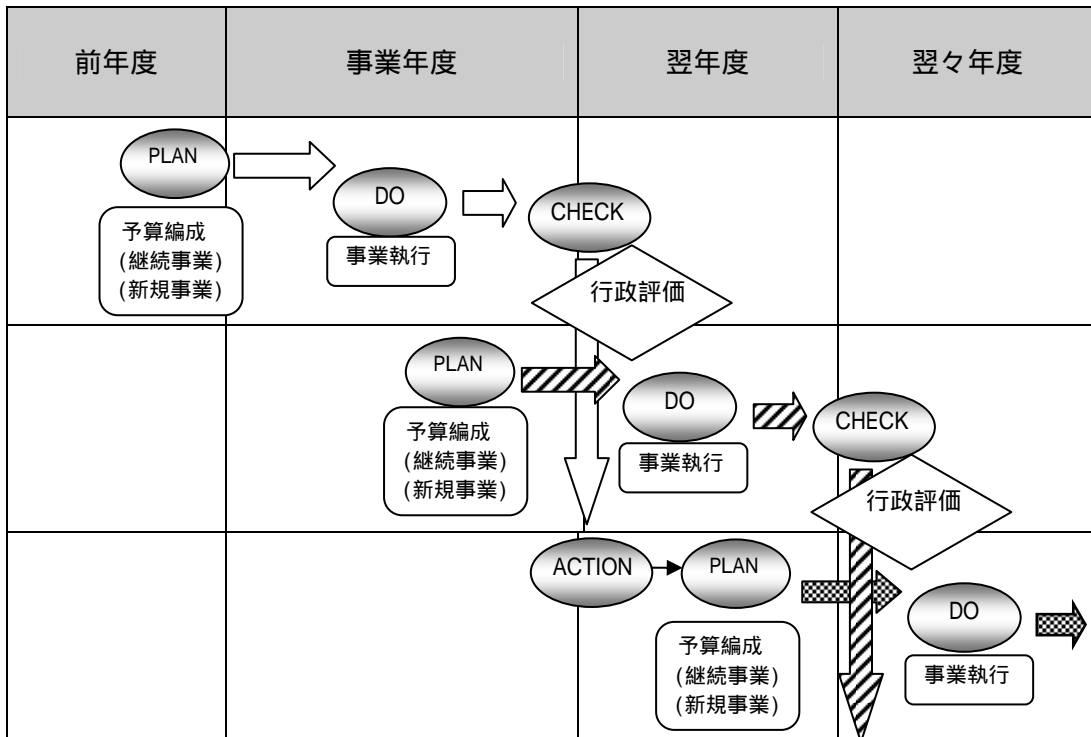 前年度
事業年度
翌年度
翌々年度
PLAN
予算編成
(継続事業)
(新規事業)
DO
事業執行
CHECK
行政評価
PLAN
予算編成
(継続事業)
(新規事業)
DO
事業執行
CHECK
行政評価
ACTION
PLAN
予算編成
(継続事業)
(新規事業)
DO
事業執行